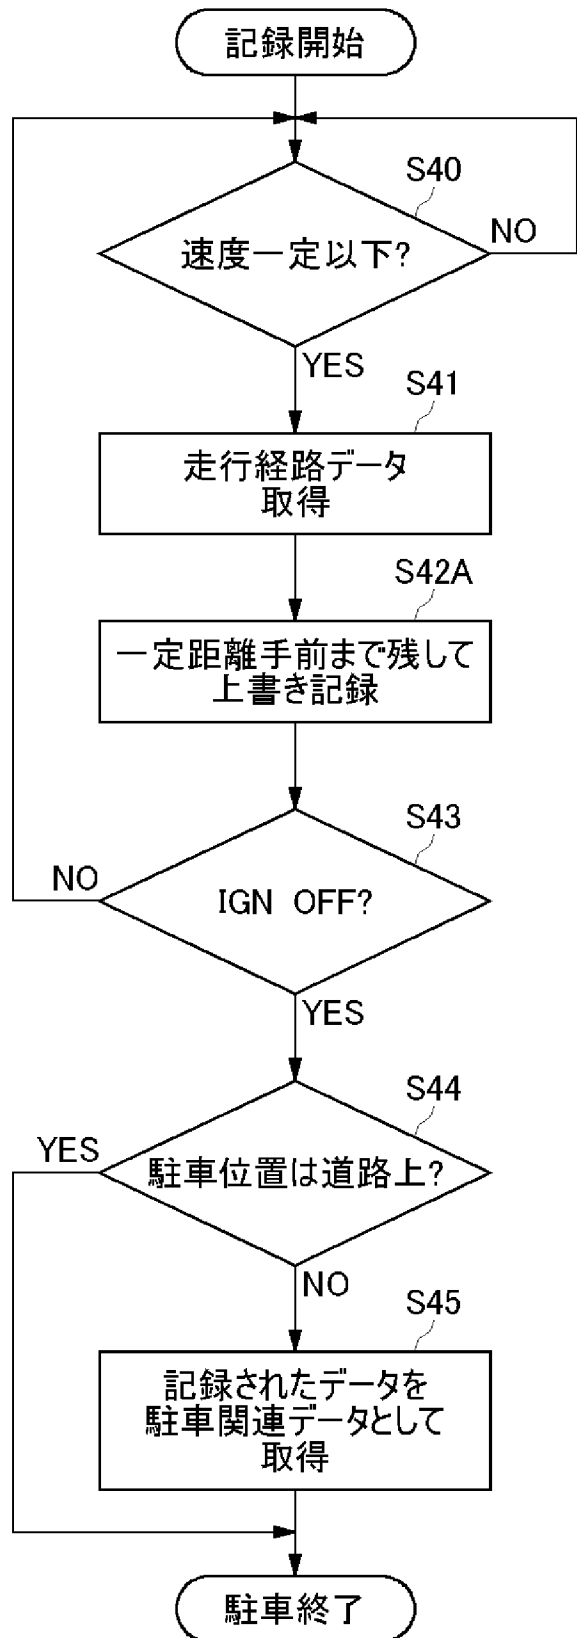 記録開始
S40
速度一定以下?
NO
YES
S41
走行経路データ
取得
S42A
一定距離手前まで残して
上書き記録
S43
NO
IGN OFF?
YES
S44
YES
駐車位置は道路上?
NO
S45
記録されたデータを
駐車関連データとして
取得
駐車終了